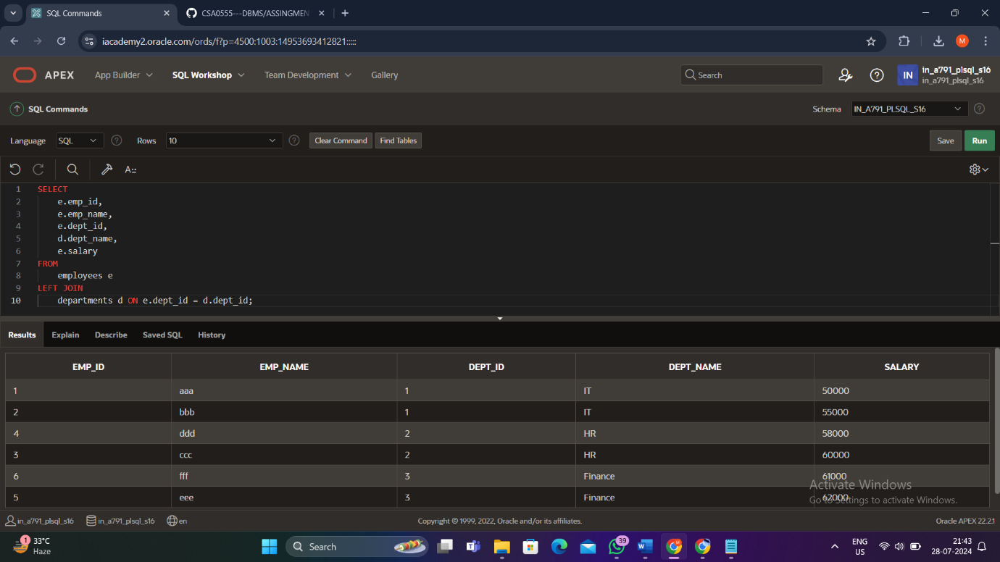 SQL Commands
CSA0555---DBMS/ASSINGMEN
iacademy2.oracle.com/ords/f?p=4500:1003:14953693412821:::::
M
APEX
App Builder
SQL Workshop
Team Development
Gallery
Search
IN
in_a791_plsql_s16
in_a791_plsql_s16
SQL Commands
Schema
IN_A791_PLSQL_S16
Language
SQL
Rows
10
Clear Command
Find Tables
Save
Run
1 SELECT
2 e.emp_id,
3 e.emp_name,
4 e.dept_id,
5 d.dept_name,
6 e.salary
7 FROM
8 employees e
9 LEFT JOIN
10 departments d ON e.dept_id = d.dept_id;
Results Explain Describe Saved SQL History
EMP_ID EMP_NAME DEPT_ID DEPT_NAME SALARY
1 aaa 1 IT 50000
2 bbb 1 IT 55000
4 ddd 2 HR 58000
3 ccc 2 HR 60000
6 fff 3 Finance 61000
5 eee 3 Finance 62000
Activate Windows
Go to Settings to activate Windows.
in_a791_plsql_s16
in_a791_plsql_s16
en
Copyright © 1999, 2022, Oracle and/or its affiliates.
Oracle APEX 22.2.1
1
33°C
Haze
Search
39
ENG
US
21:43
28-07-2024